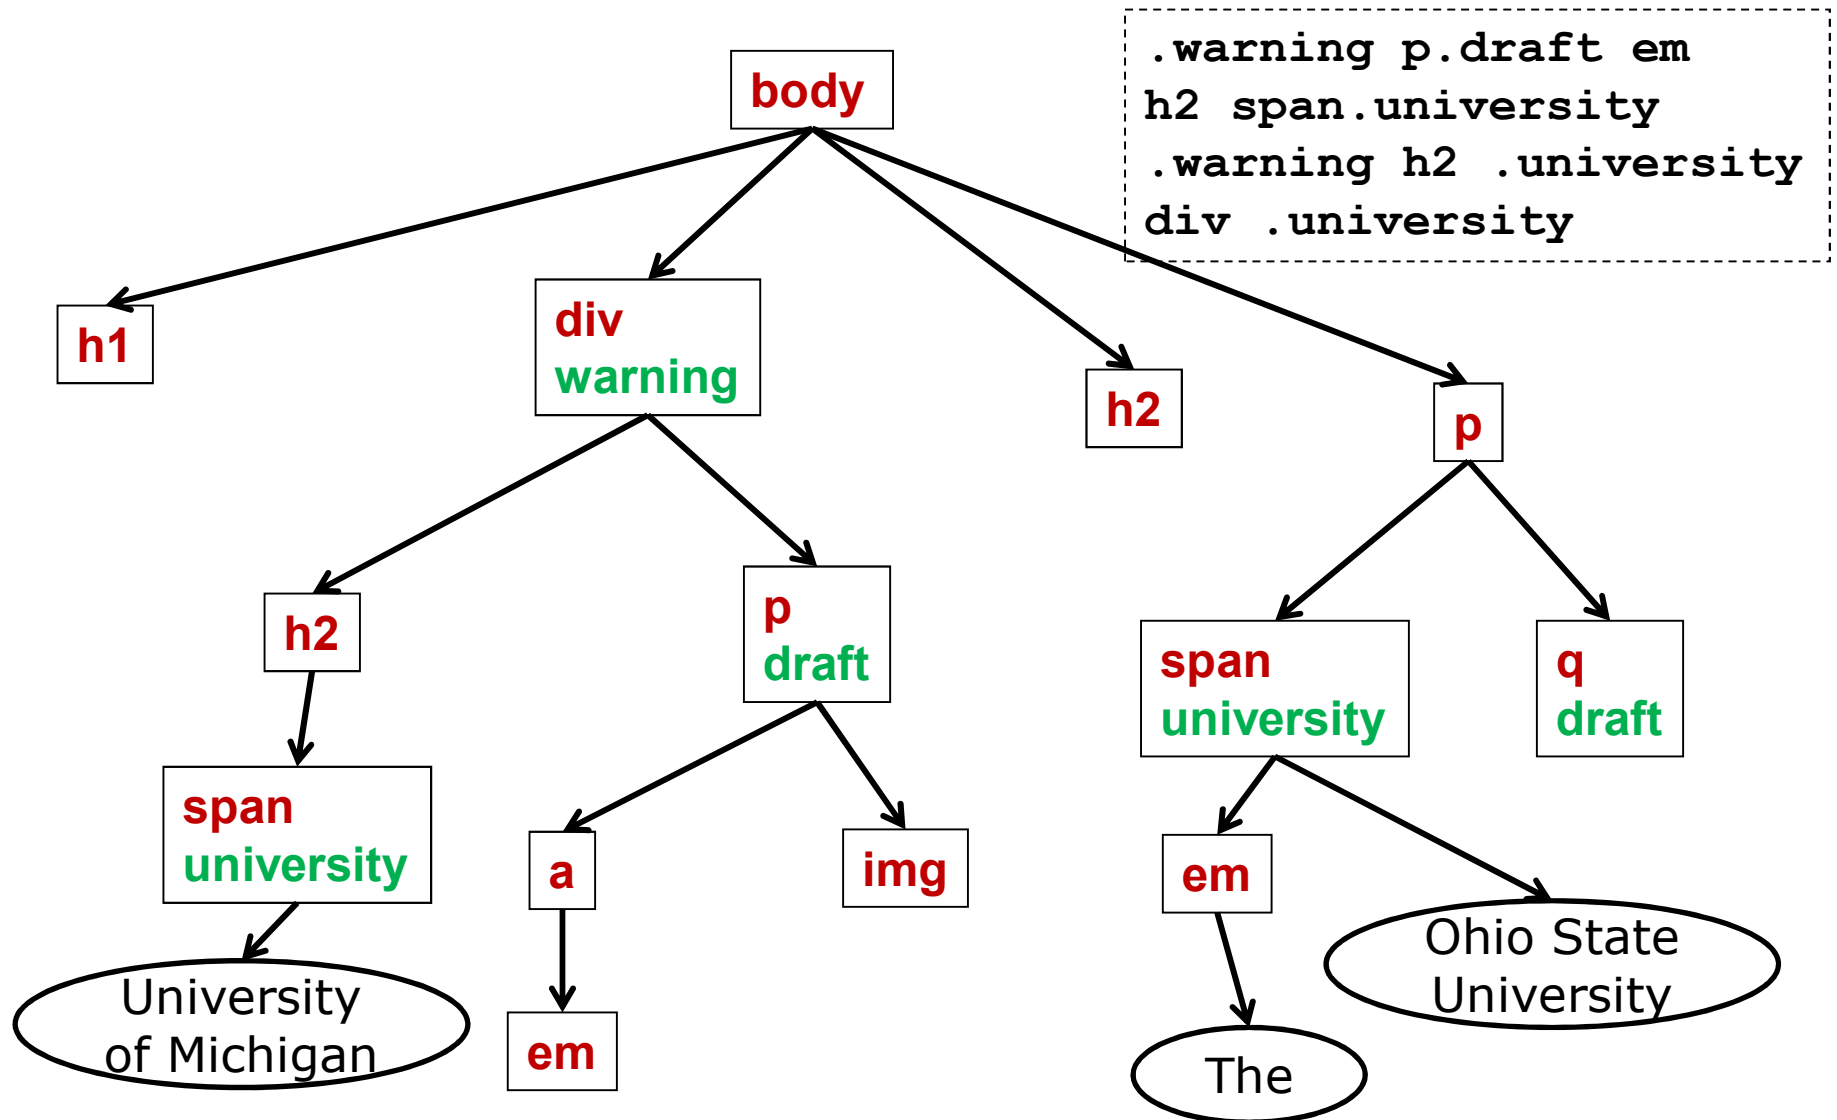 .warning p.draft em
h2 span.university
.warning h2 .university
div .university
body
h1
div
warning
h2
p
h2
p
draft
span
university
q
draft
span
university
a
img
em
Ohio State
University
University
of Michigan
em
The